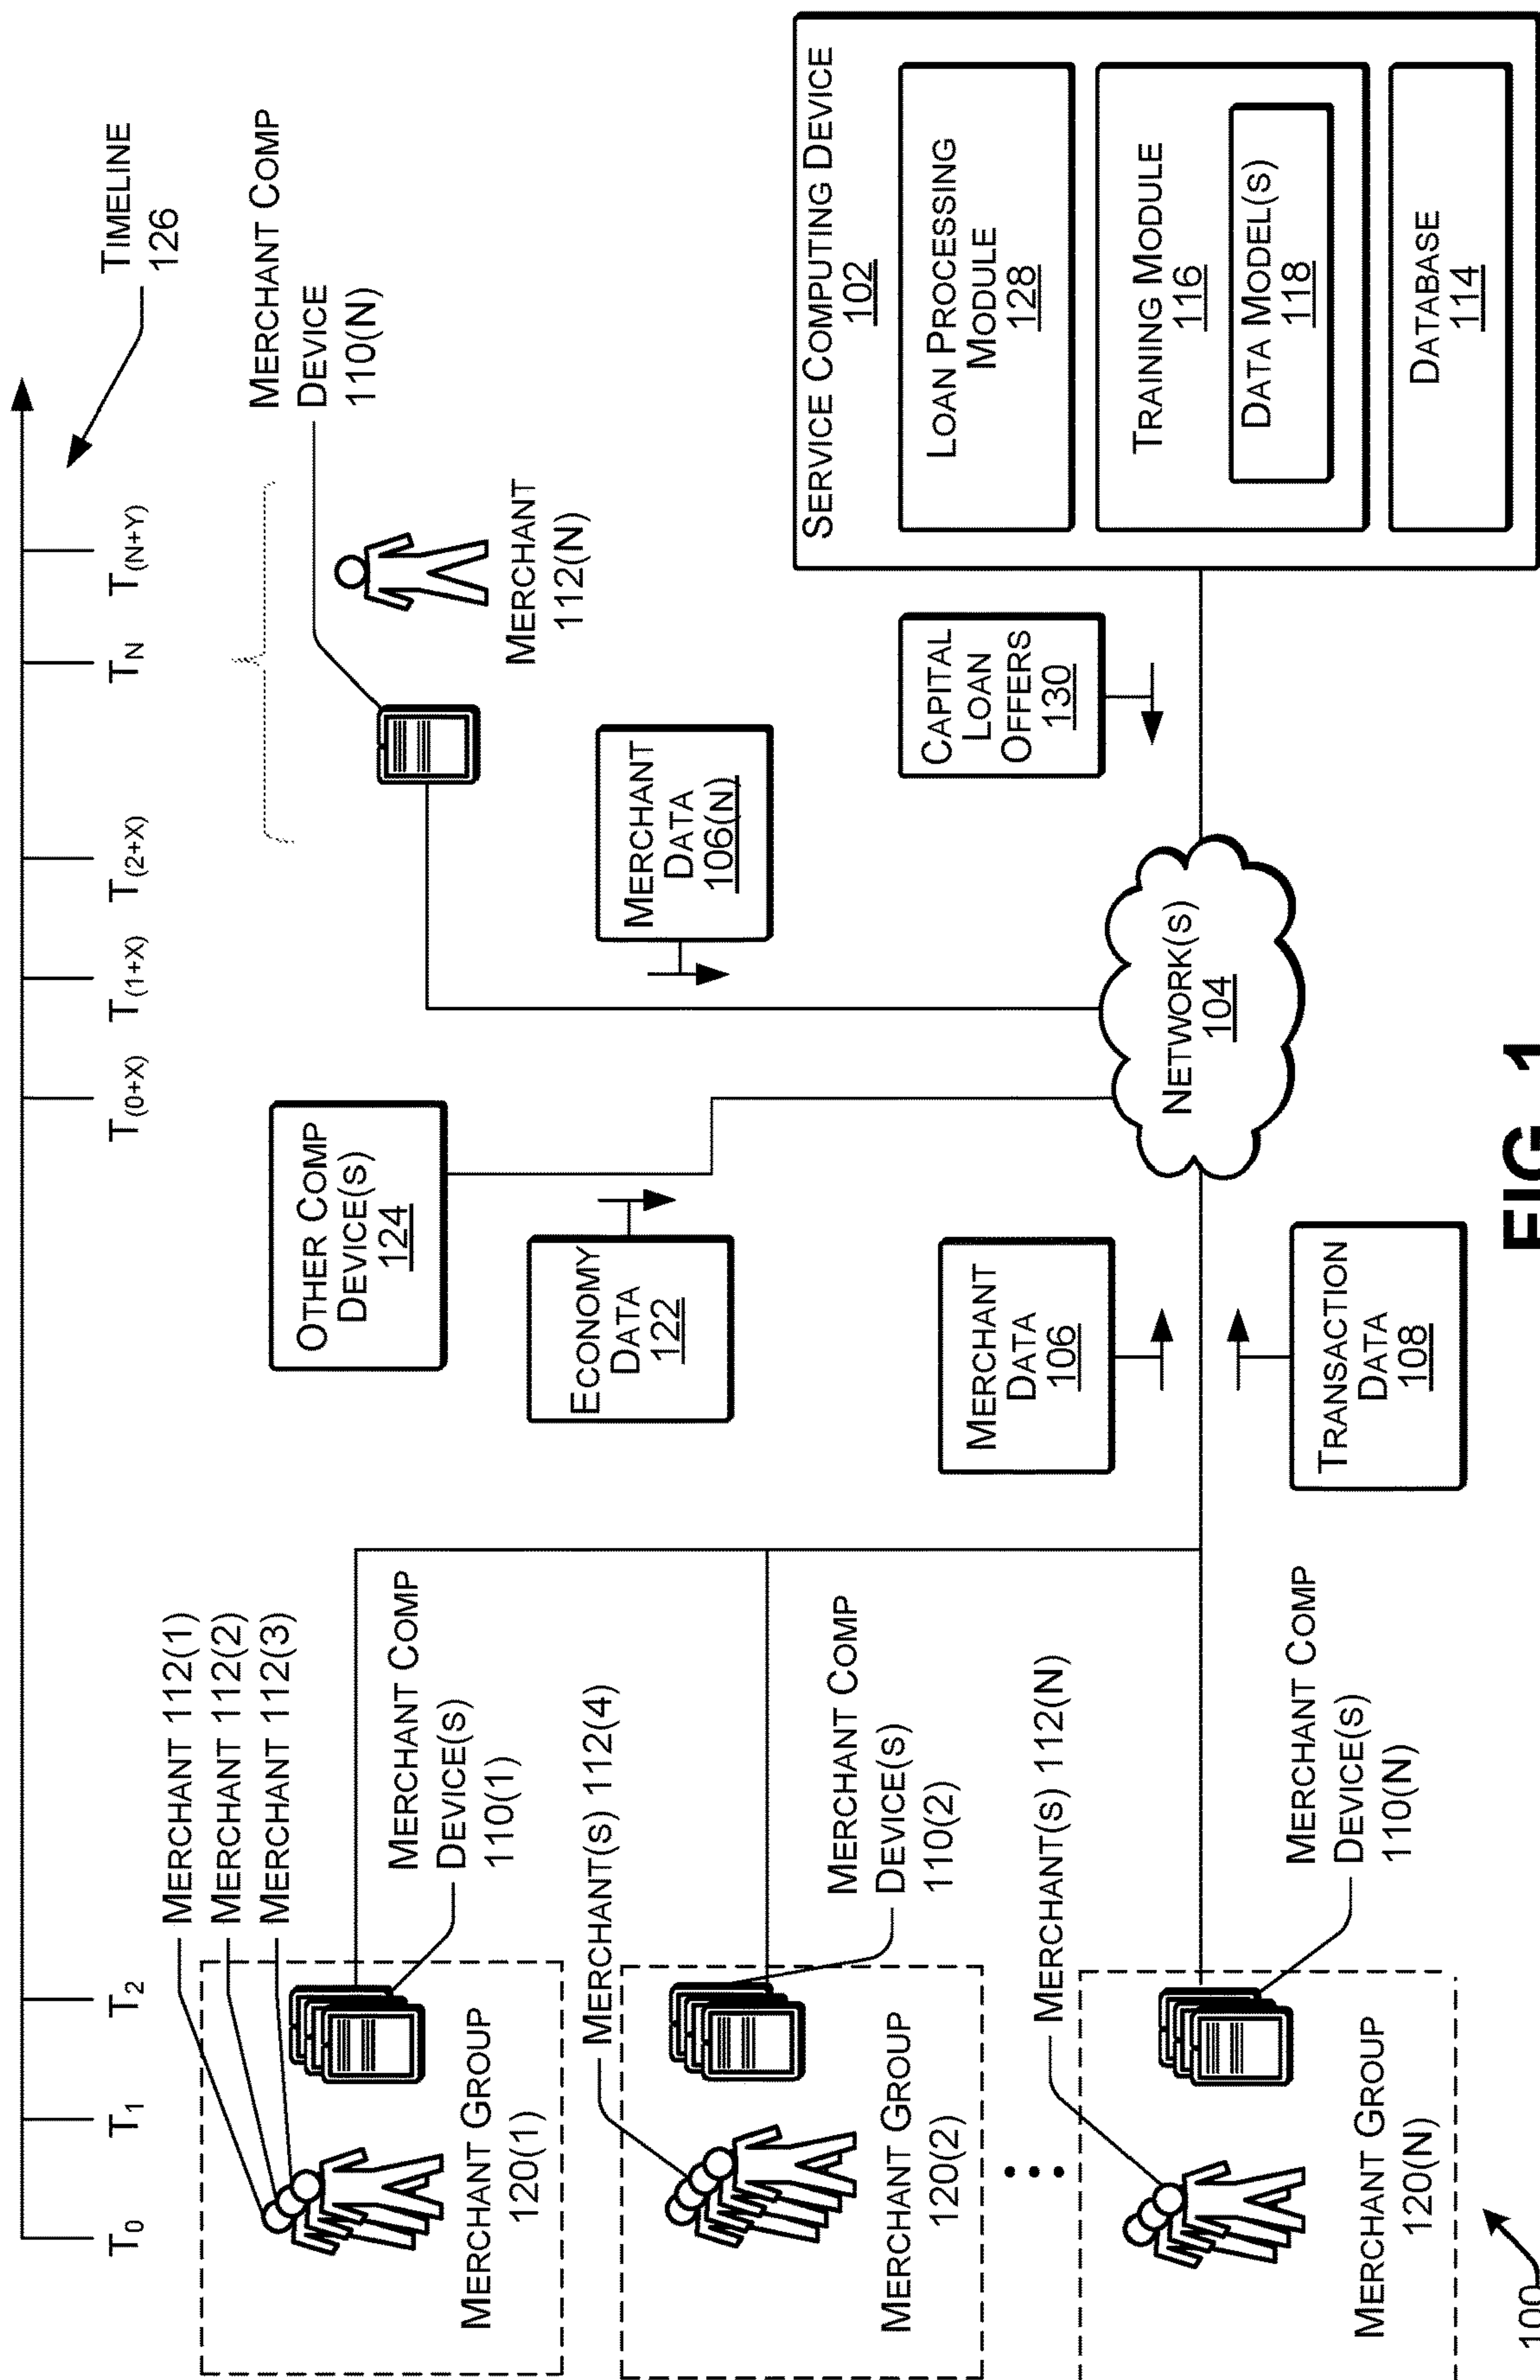 T0
T1
T2
T(0+X)
T(1+X)
T(2+X)
TN
T(N+Y)
TIMELINE
126
MERCHANT 112(1)
MERCHANT 112(2)
MERCHANT 112(3)
MERCHANT COMP
DEVICE(S)
110(1)
MERCHANT GROUP
120(1)
OTHER COMP
DEVICE(S)
124
MERCHANT COMP
DEVICE
110(N)
MERCHANT
112(N)
ECONOMY
DATA
122
MERCHANT
DATA
106(N)
MERCHANT(S) 112(4)
MERCHANT COMP
DEVICE(S)
110(2)
MERCHANT GROUP
120(2)
MERCHANT
DATA
106
CAPITAL
LOAN
OFFERS
130
SERVICE COMPUTING DEVICE
102
LOAN PROCESSING
MODULE
128
TRAINING MODULE
116
DATA MODEL(S)
118
DATABASE
114
NETWORK(S)
104
MERCHANT(S) 112(N)
MERCHANT COMP
DEVICE(S)
110(N)
MERCHANT GROUP
120(N)
TRANSACTION
DATA
108
100
FIG. 1